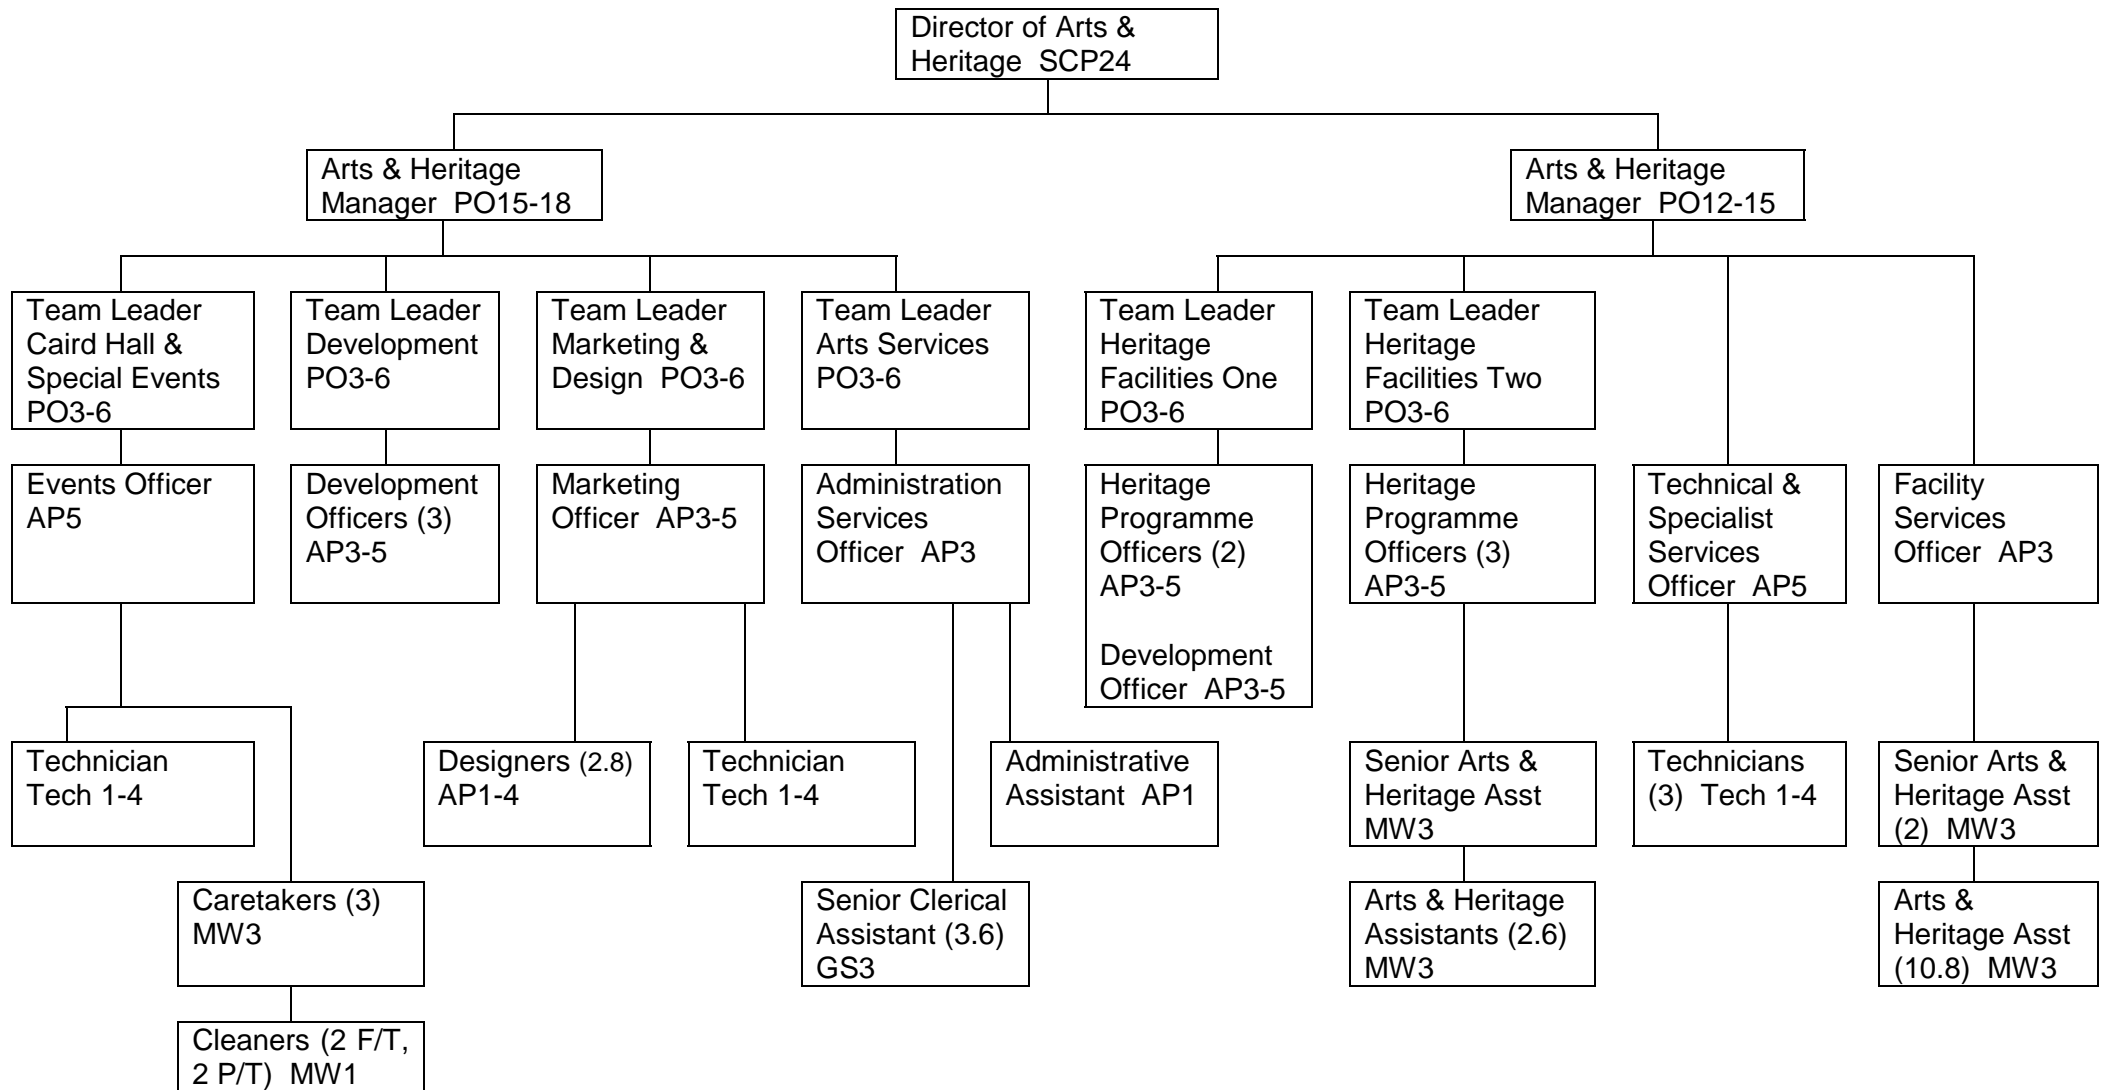 Director of Arts &
Heritage SCP24
Arts & Heritage
Manager PO15-18
Arts & Heritage
Manager PO12-15
Team Leader
Caird Hall &
Special Events
PO3-6
Team Leader
Development
PO3-6
Team Leader
Marketing &
Design PO3-6
Team Leader
Arts Services
PO3-6
Team Leader
Heritage
Facilities One
PO3-6
Team Leader
Heritage
Facilities Two
PO3-6
Events Officer
AP5
Development
Officers (3)
AP3-5
Marketing
Officer AP3-5
Administration
Services
Officer AP3
Heritage
Programme
Officers (2)
AP3-5
Development
Officer AP3-5
Heritage
Programme
Officers (3)
AP3-5
Technical &
Specialist
Services
Officer AP5
Facility
Services
Officer AP3
Technician
Tech 1-4
Designers (2.8)
AP1-4
Technician
Tech 1-4
Administrative
Assistant AP1
Senior Arts &
Heritage Asst
MW3
Technicians
(3) Tech 1-4
Senior Arts &
Heritage Asst
(2) MW3
Caretakers (3)
MW3
Senior Clerical
Assistant (3.6)
GS3
Arts & Heritage
Assistants (2.6)
MW3
Arts &
Heritage Asst
(10.8) MW3
Cleaners (2 F/T,
2 P/T) MW1